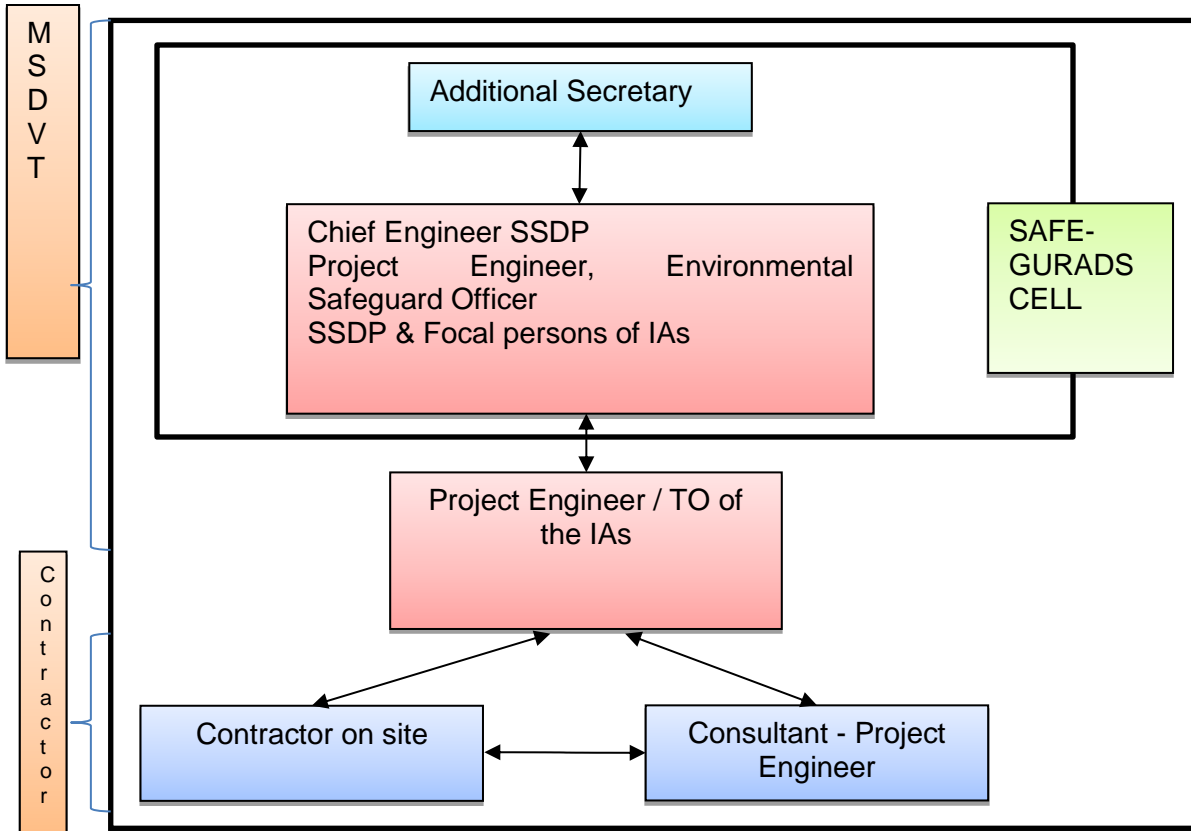 M
S
D
V
T
Additional Secretary
Chief Engineer SSDP
Project Engineer, Environmental
Safeguard Officer
SSDP & Focal persons of IAs
SAFE-
GURADS
CELL
Project Engineer / TO of
the IAs
C
o
n
t
r
a
c
t
o
r
Contractor on site
Consultant - Project
Engineer